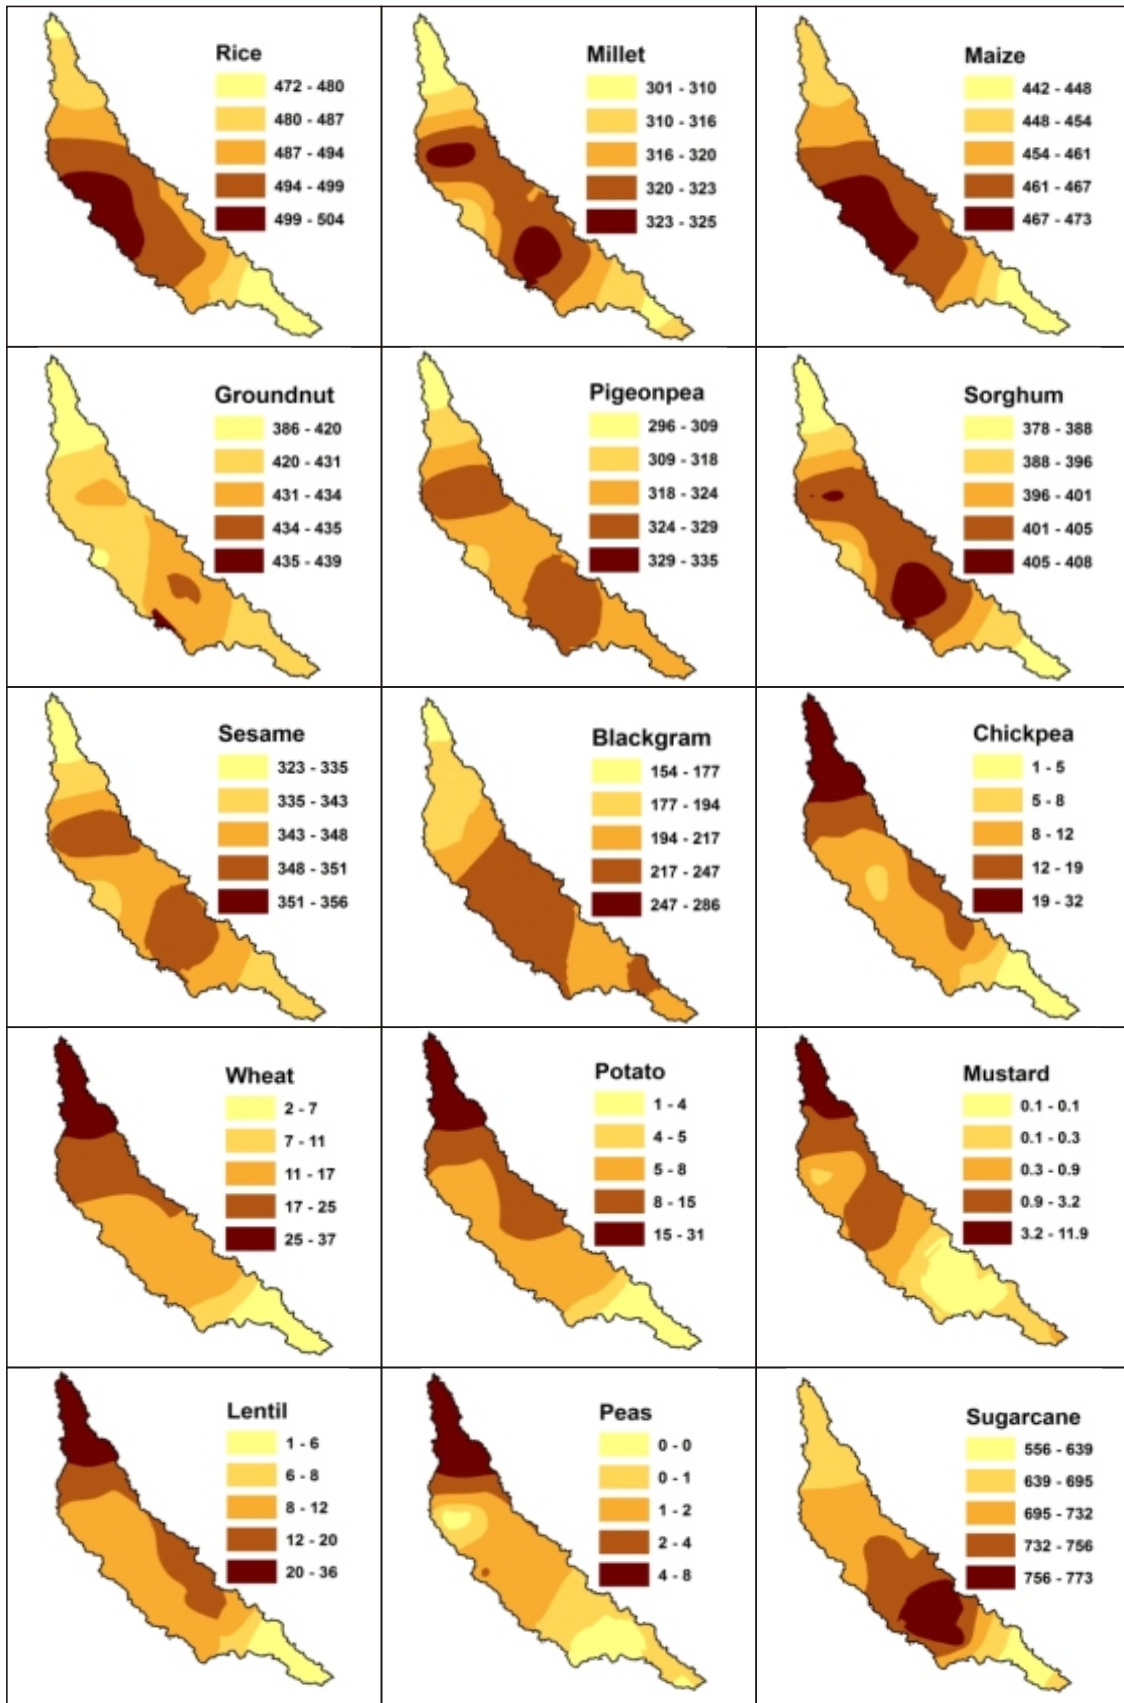 Rice
472 - 480
480 - 487
487 - 494
494 - 499
499 - 504
Millet
301 - 310
310 - 316
316 - 320
320 - 323
323 - 325
Maize
442 - 448
448 - 454
454 - 461
461 - 467
467 - 473
Groundnut
386 - 420
420 - 431
431 - 434
434 - 435
435 - 439
Pigeonpea
296 - 309
309 - 318
318 - 324
324 - 329
329 - 335
Sorghum
378 - 388
388 - 396
396 - 401
401 - 405
405 - 408
Sesame
323 - 335
335 - 343
343 - 348
348 - 351
351 - 356
Blackgram
154 - 177
177 - 194
194 - 217
217 - 247
247 - 286
Chickpea
1 - 5
5 - 8
8 - 12
12 - 19
19 - 32
Wheat
2 - 7
7 - 11
11 - 17
17 - 25
25 - 37
Potato
1 - 4
4 - 5
5 - 8
8 - 15
15 - 31
Mustard
0.1 - 0.1
0.1 - 0.3
0.3 - 0.9
0.9 - 3.2
3.2 - 11.9
Lentil
1 - 6
6 - 8
8 - 12
12 - 20
20 - 36
Peas
0 - 0
0 - 1
1 - 2
2 - 4
4 - 8
Sugarcane
556 - 639
639 - 695
695 - 732
732 - 756
756 - 773